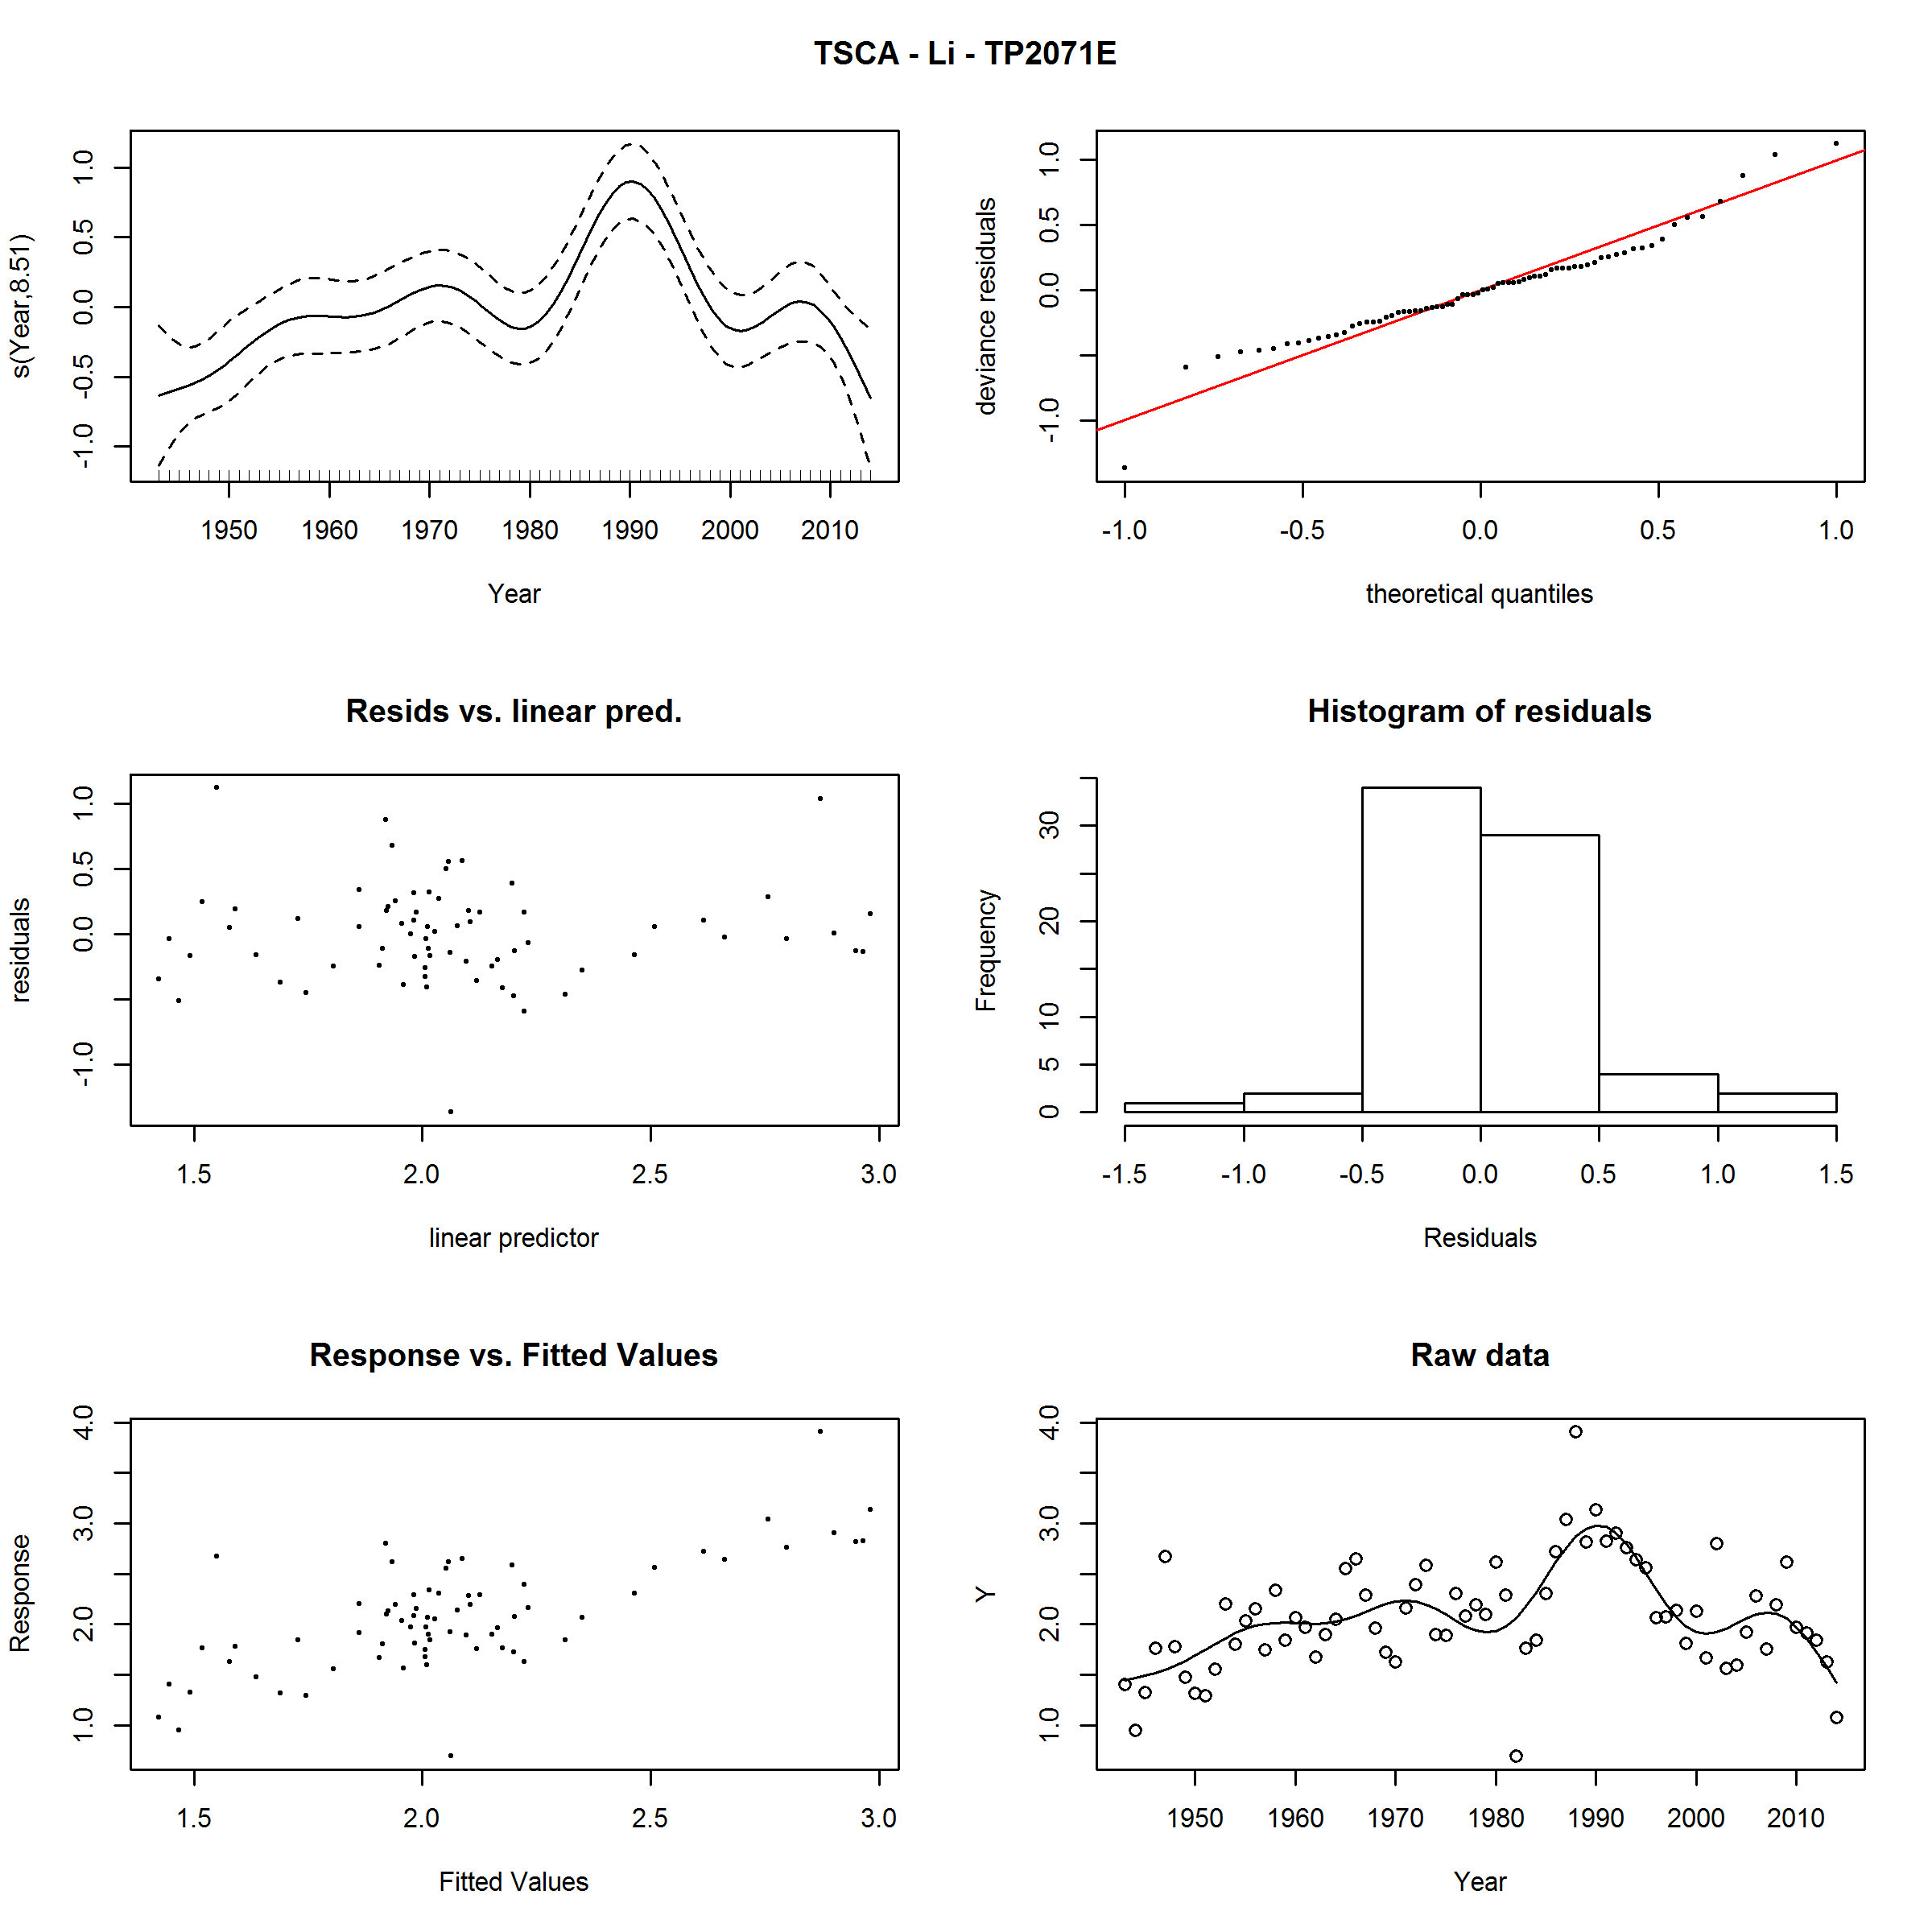 TSCA - Li - TP2071E
s(Year,8.51)
-1.0 -0.5 0.0 0.5 1.0
1950 1960 1970 1980 1990 2000 2010
Year
deviance residuals
-1.0 0.0 0.5 1.0
-1.0 -0.5 0.0 0.5 1.0
theoretical quantiles
Resids vs. linear pred.
residuals
-1.0 0.0 0.5 1.0
1.5 2.0 2.5 3.0
linear predictor
Histogram of residuals
Frequency
0 5 10 20 30
-1.5 -1.0 -0.5 0.0 0.5 1.0 1.5
Residuals
Response vs. Fitted Values
Response
1.0 2.0 3.0 4.0
1.5 2.0 2.5 3.0
Fitted Values
Raw data
Y
1.0 2.0 3.0 4.0
1950 1960 1970 1980 1990 2000 2010
Year